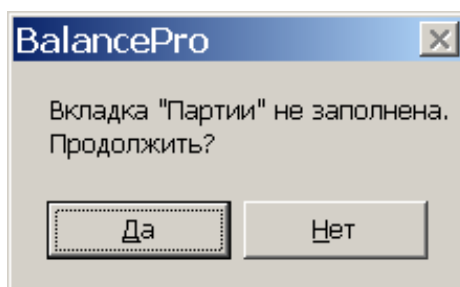 BalancePro
Вкладка "Партии" не заполнена.
Продолжить?
Да
Нет